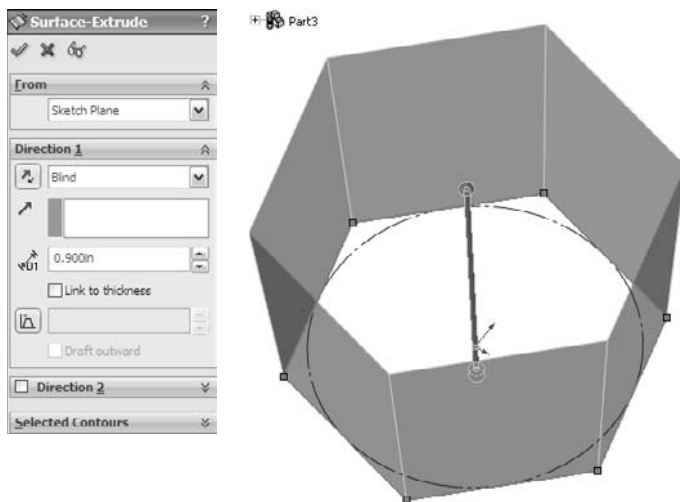 Surface-Extrude ?
From
Sketch Plane
Direction 1
Blind
D1 0.900in
Link to thickness
Draft outward
Direction 2
Selected Contours
Part3